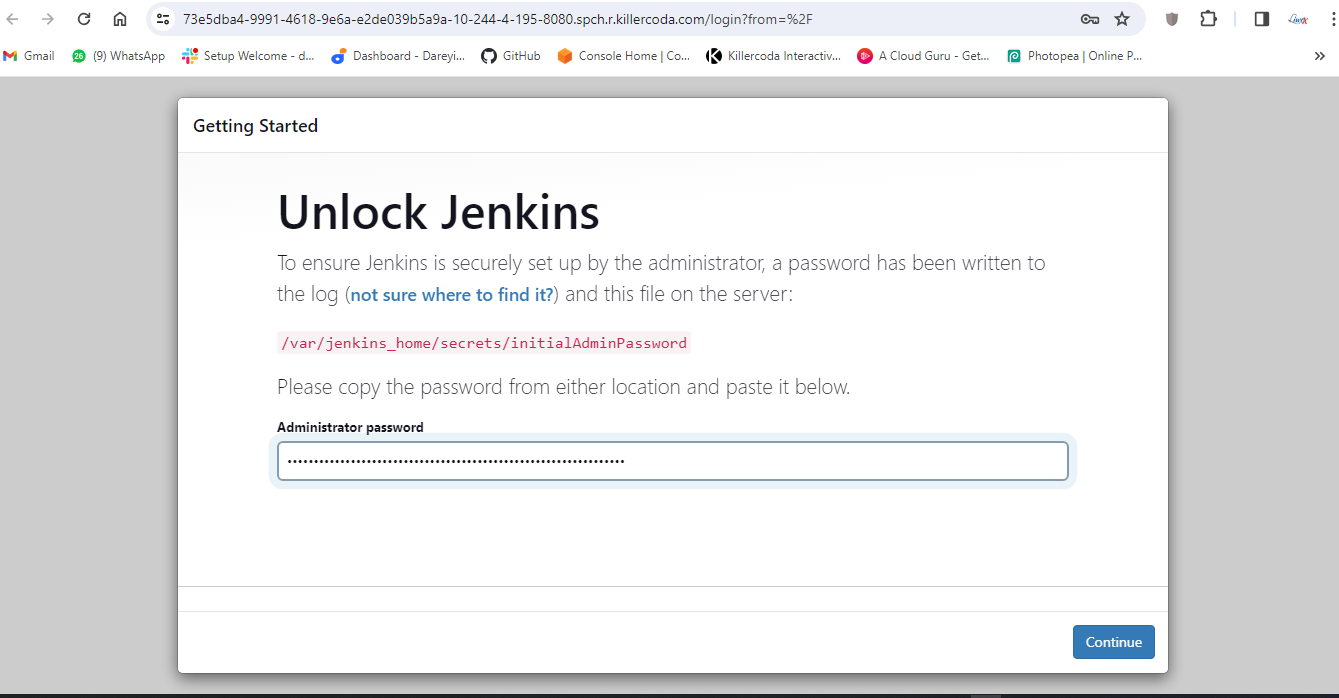 73e5dba4-9991-4618-9e6a-e2de039b5a9a-10-244-4-195-8080.spch.r.killercoda.com/login?from=%2F
Gmail 26 (9) WhatsApp Setup Welcome - d... Dashboard - Dareyi... GitHub Console Home | Co... Killercoda Interactiv... A Cloud Guru - Get... Photopea | Online P... »
Getting Started
Unlock Jenkins
To ensure Jenkins is securely set up by the administrator, a password has been written to
the log (not sure where to find it?) and this file on the server:
/var/jenkins_home/secrets/initialAdminPassword
Please copy the password from either location and paste it below.
Administrator password
Continue